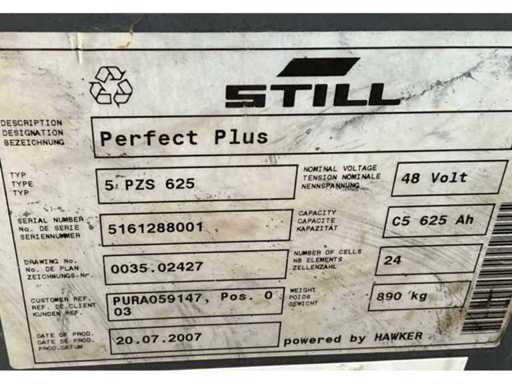 STILL
DESCRIPTION
DESIGNATION
BEZEICHNUNG
Perfect Plus
TYP
TYPE
TYP
5 PZS 625
NOMINAL VOLTAGE
TENSION NOMINALE
NENNSPANNUNG
48 Volt
SERIAL NUMBER
No. DE SERIE
SERIENNUMMER
5161288001
CAPACITY
CAPACITE
KAPAZITÄT
C5 625 Ah
DRAWING No.
No. DE PLAN
ZEICHNUNGS-Nr.
0035.02427
NUMBER OF CELLS
NB ELEMENTS
ZELLENZAHL
24
CUSTOMER REF.
REF. DE CLIENT
KUNDEN REF.
PURA059147, Pos. 0
03
WEIGHT
POIDS
GEWICHT
890 kg
DATE OF PROD.
DATE DE PROD.
PROD.DATUM
20.07.2007
powered by HAWKER